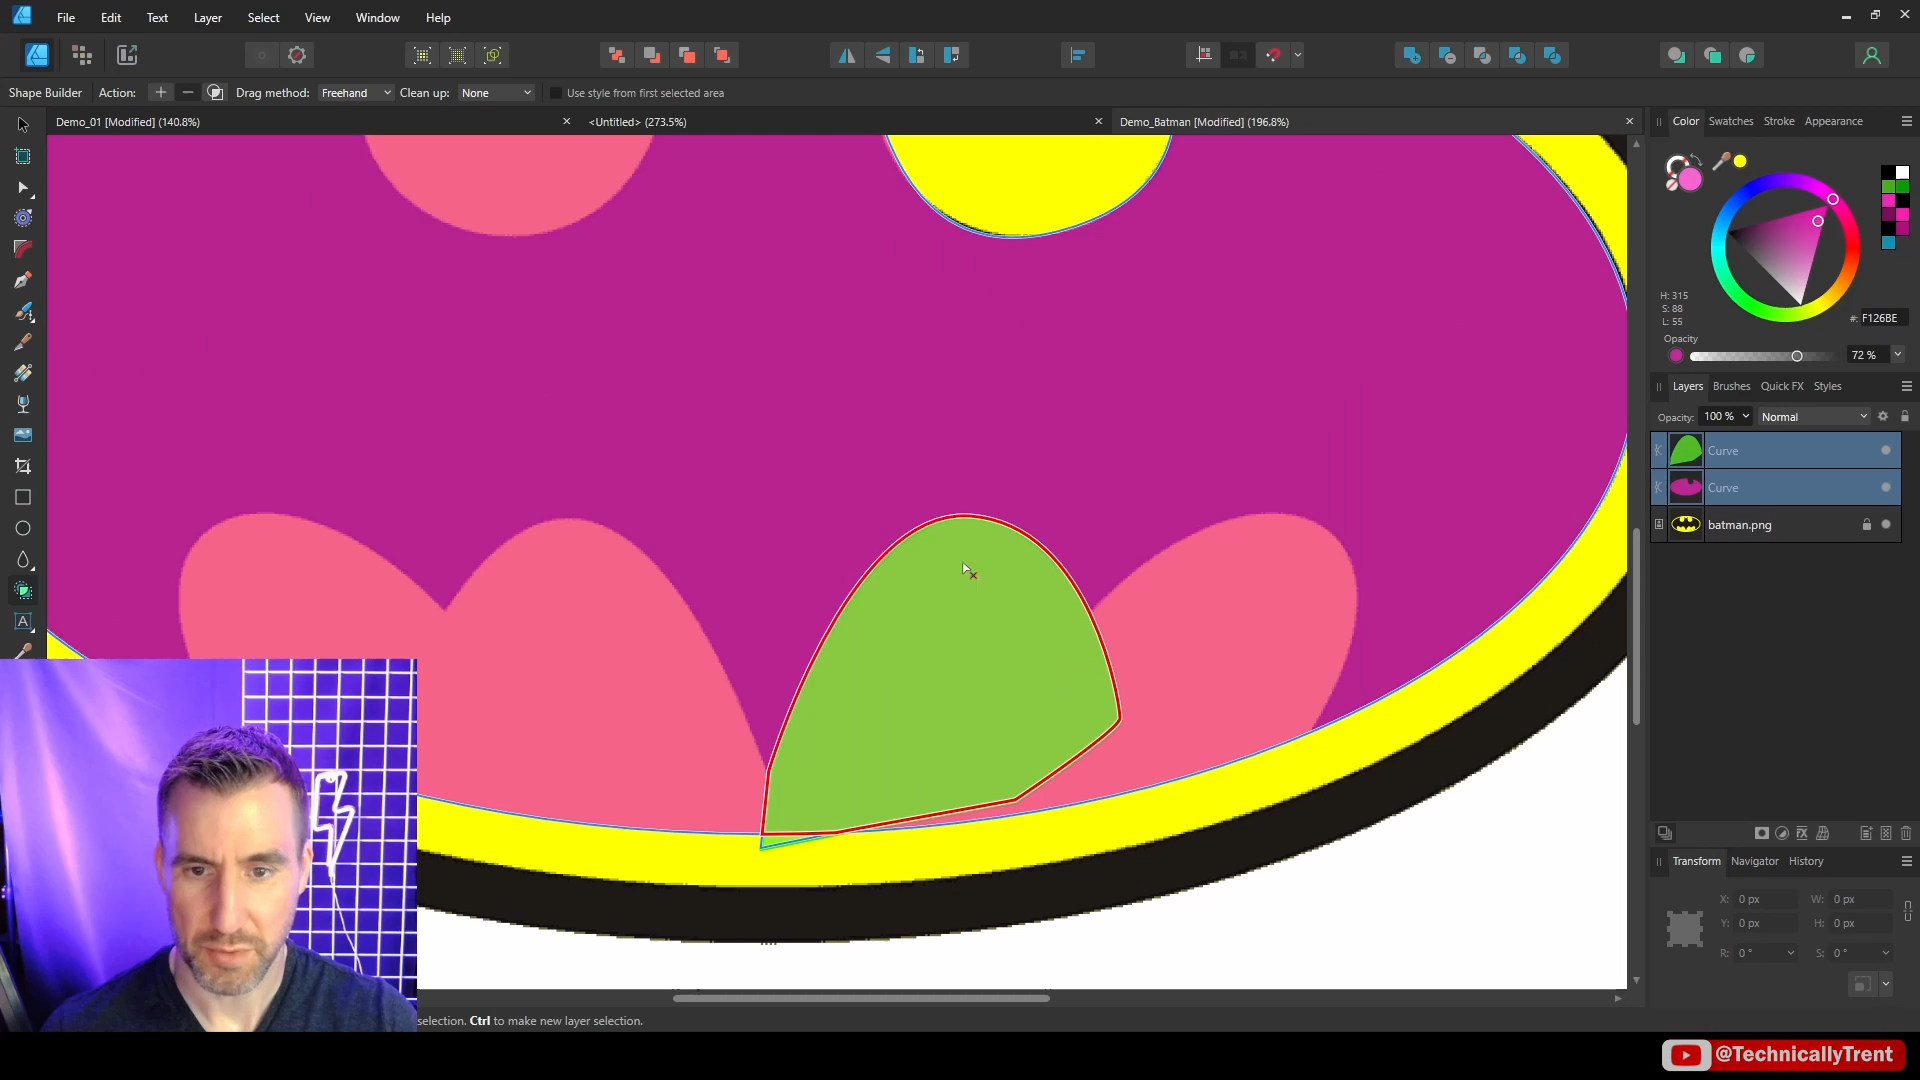 File Edit Text Layer Select View Window Help
Shape Builder Action: Drag method: Freehand Clean up: None Use style from first selected area
Demo_01 [Modified] (140.8%) <Untitled> (273.5%) Demo_Batman [Modified] (196.8%)
Color Swatches Stroke Appearance
H: 315
S: 88
L: 55
#: F126BE
Opacity
72 %
Layers Brushes Quick FX Styles
Opacity: 100 % Normal
Curve
Curve
batman.png
Transform Navigator History
X: 0 px W: 0 px
Y: 0 px H: 0 px
R: 0 ° S: 0 °
selection. Ctrl to make new layer selection.
@TechnicallyTrent